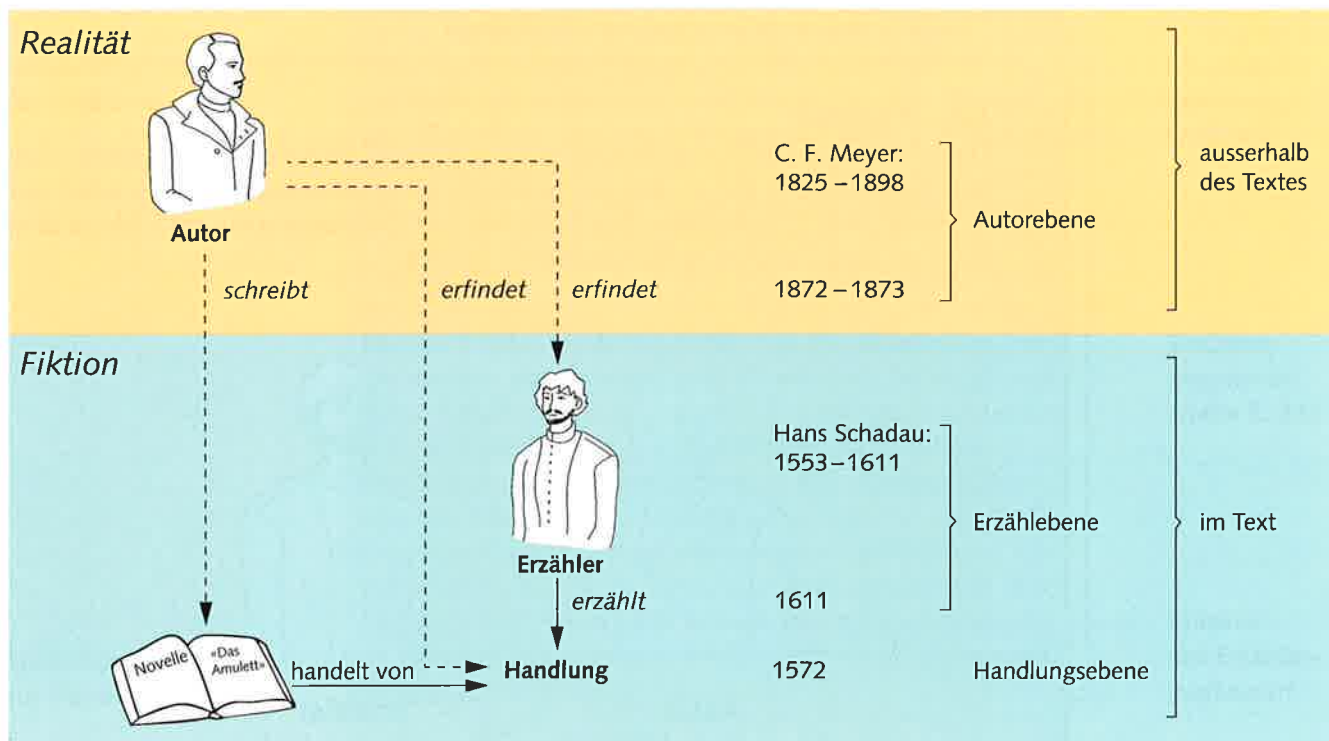 Realität
C. F. Meyer:
1825–1898
ausserhalb
des Textes
Autor
Autorebene
schreibt
erfindet
erfindet
1872–1873
Fiktion
Hans Schadau:
1553–1611
Erzählebene
im Text
Erzähler
erzählt
1611
Novelle
«Das
Amulett»
handelt von
Handlung
1572
Handlungsebene